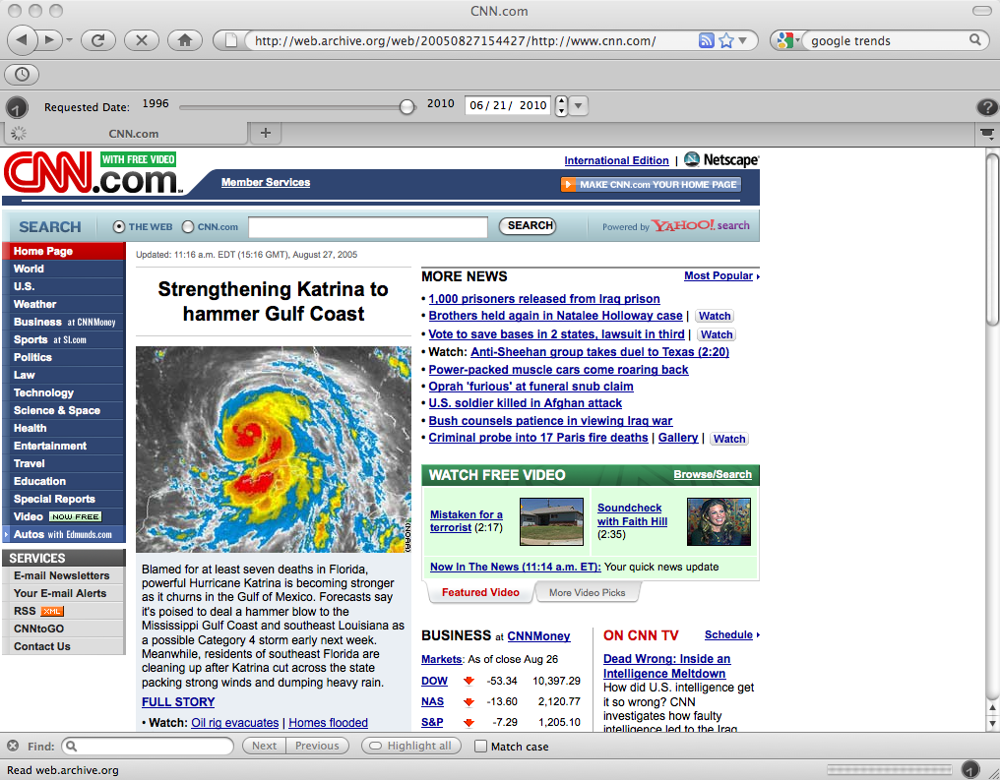 CNN.com
http://web.archive.org/web/20050827154427/http://www.cnn.com/
google trends
Requested Date: 1996 2010 06/ 21/ 2010
CNN.com
CNN.com WITH FREE VIDEO
International Edition | Netscape
Member Services
MAKE CNN.com YOUR HOME PAGE
SEARCH THE WEB CNN.com SEARCH Powered by YAHOO! search
Home Page
World
U.S.
Weather
Business at CNNMoney
Sports at SI.com
Politics
Law
Technology
Science & Space
Health
Entertainment
Travel
Education
Special Reports
Video NOW FREE
Autos with Edmunds.com
SERVICES
E-mail Newsletters
Your E-mail Alerts
RSS XML
CNNtoGO
Contact Us
Updated: 11:16 a.m. EDT (15:16 GMT), August 27, 2005
Strengthening Katrina to
hammer Gulf Coast
(NOAA)
Blamed for at least seven deaths in Florida,
powerful Hurricane Katrina is becoming stronger
as it churns in the Gulf of Mexico. Forecasts say
it's poised to deal a hammer blow to the
Mississippi Gulf Coast and southeast Louisiana as
a possible Category 4 storm early next week.
Meanwhile, residents of southeast Florida are
cleaning up after Katrina cut across the state
packing strong winds and dumping heavy rain.
FULL STORY
• Watch: Oil rig evacuates | Homes flooded
MORE NEWS
Most Popular
• 1,000 prisoners released from Iraq prison
• Brothers held again in Natalee Holloway case | Watch
• Vote to save bases in 2 states, lawsuit in third | Watch
• Watch: Anti-Sheehan group takes duel to Texas (2:20)
• Power-packed muscle cars come roaring back
• Oprah 'furious' at funeral snub claim
• U.S. soldier killed in Afghan attack
• Bush counsels patience in viewing Iraq war
• Criminal probe into 17 Paris fire deaths | Gallery | Watch
WATCH FREE VIDEO
Browse/Search
Mistaken for a
terrorist (2:17)
Soundcheck
with Faith Hill
(2:35)
Now In The News (11:14 a.m. ET): Your quick news update
Featured Video
More Video Picks
BUSINESS at CNNMoney
Markets: As of close Aug 26
DOW -53.34 10,397.29
NAS -13.60 2,120.77
S&P -7.29 1,205.10
ON CNN TV
Schedule
Dead Wrong: Inside an
Intelligence Meltdown
How did U.S. intelligence get
it so wrong? CNN
investigates how faulty
intelligence led to the Iraq
Find: Next Previous Highlight all Match case
Read web.archive.org